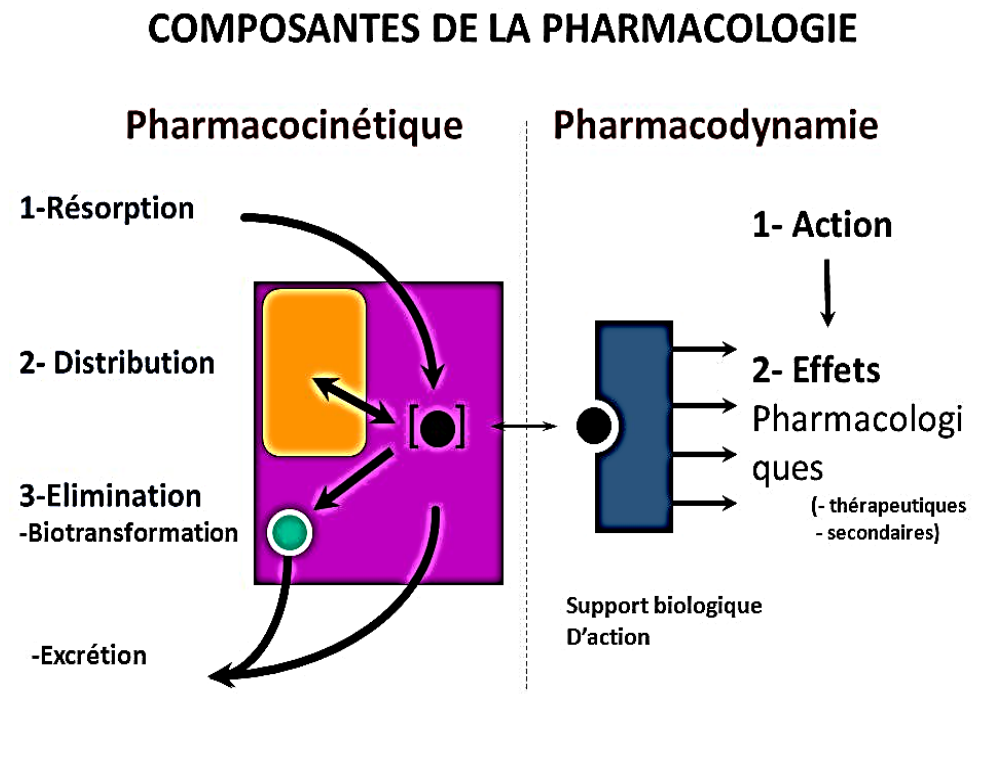 COMPOSANTES DE LA PHARMACOLOGIE
Pharmacocinétique
1-Résorption
2- Distribution
[ ]
3-Elimination
-Biotransformation
-Excrétion
Pharmacodynamie
1- Action
2- Effets
Pharmacologi
ques
(- thérapeutiques
- secondaires)
Support biologique
D’action